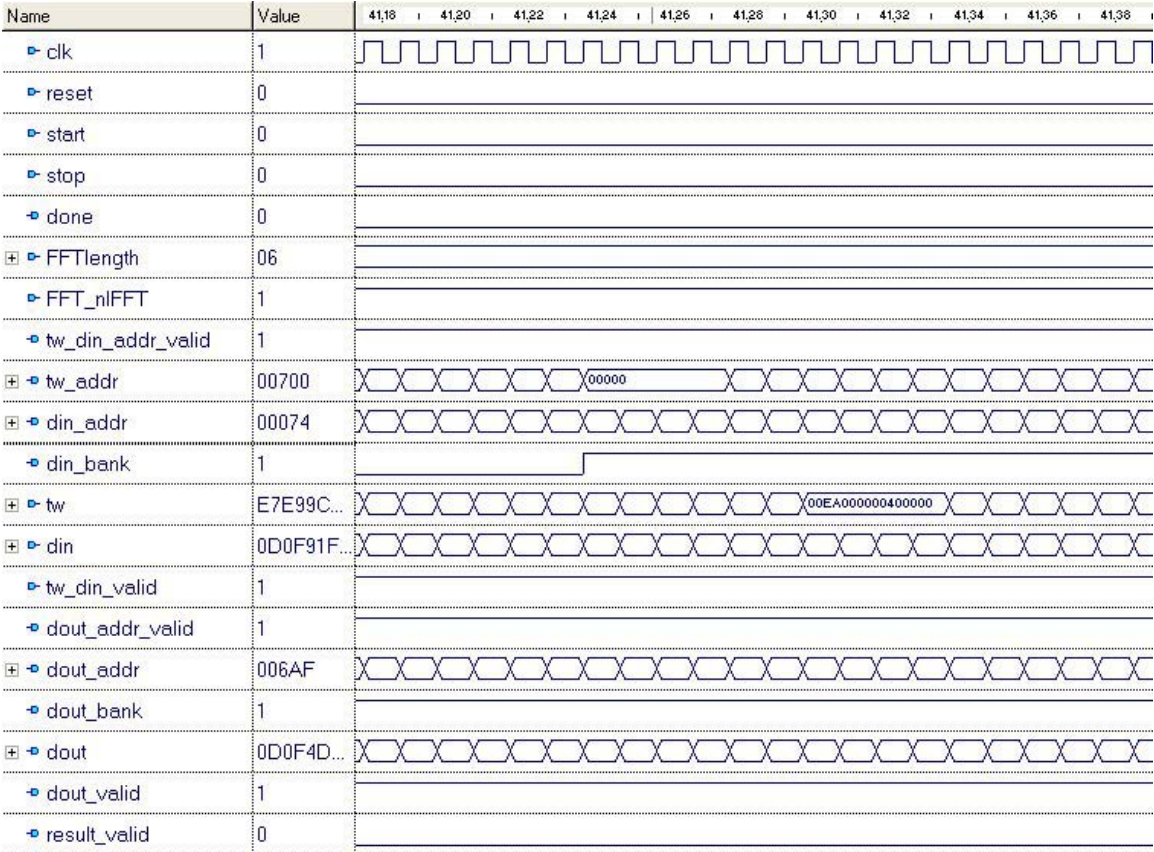 Name Value 41,18 41,20 41,22 41,24 41,26 41,28 41,30 41,32 41,34 41,36 41,38
clk 1
reset 0
start 0
stop 0
done 0
FFTlength 06
FFT_nIFFT 1
tw_din_addr_valid 1
tw_addr 00700 00000
din_addr 00074
din_bank 1
tw E7E99C... 00EA000000400000
din 0D0F91F...
tw_din_valid 1
dout_addr_valid 1
dout_addr 006AF
dout_bank 1
dout 0D0F4D...
dout_valid 1
result_valid 0